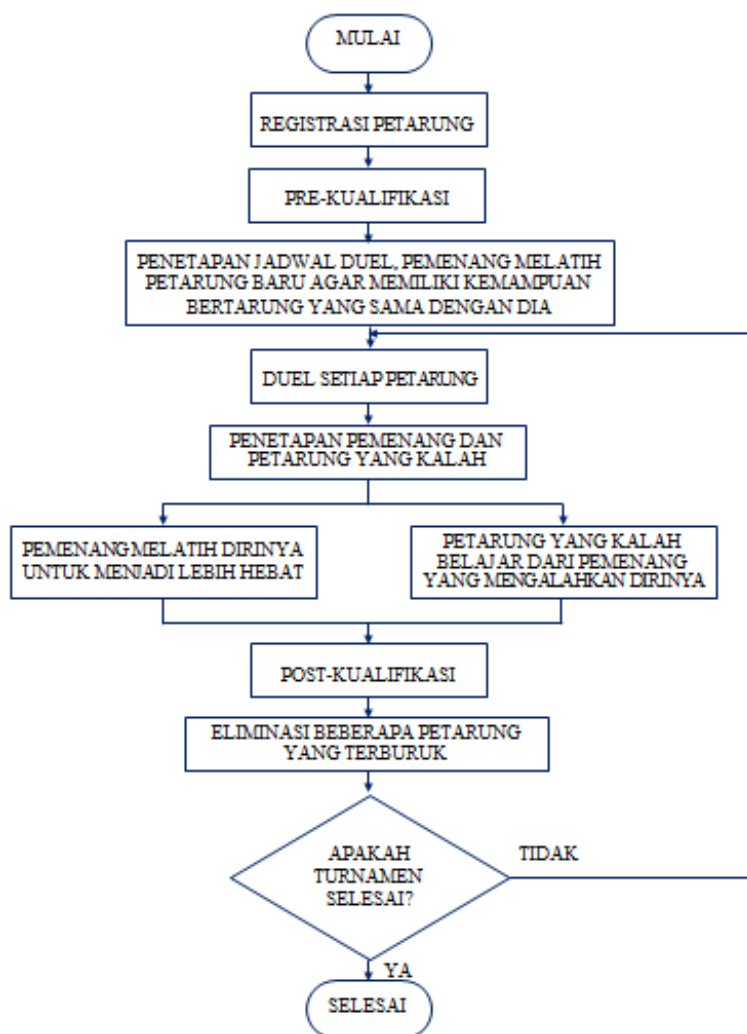 MULAI
REGISTRASI PETARUNG
PRE-KUALIFIKASI
PENETAPAN JADWAL DUEL, PEMENANG MELATIH
PETARUNG BARU AGAR MEMILIKI KEMAMPUAN
BERTARUNG YANG SAMA DENGAN DIA
DUEL SETIAP PETARUNG
PENETAPAN PEMENANG DAN
PETARUNG YANG KALAH
PEMENANG MELATIH DIRINYA
UNTUK MENJADI LEBIH HEBAT
PETARUNG YANG KALAH
BELAJAR DARI PEMENANG
YANG MENGALAHKAN DIRINYA
POST-KUALIFIKASI
ELIMINASI BEBERAPA PETARUNG
YANG TERBURUK
APAKAH
TURNAMEN
SELESAI?
TIDAK
YA
SELESAI